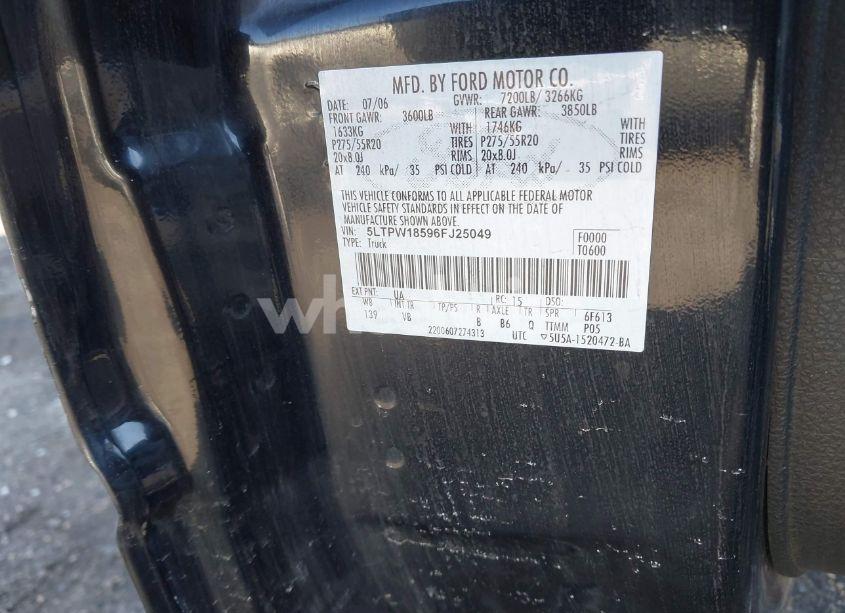 MFD. BY FORD MOTOR CO.
DATE: 07/06 GVWR: 7200LB/ 3266KG
FRONT GAWR: 3600LB REAR GAWR: 3850LB
1633KG WITH 1746KG WITH
P275/55R20 TIRES P275/55R20 TIRES
20x8.0J RIMS 20x8.0J RIMS
AT 240 kPa/ 35 PSI COLD AT 240 kPa/ 35 PSI COLD
THIS VEHICLE CONFORMS TO ALL APPLICABLE FEDERAL MOTOR
VEHICLE SAFETY STANDARDS IN EFFECT ON THE DATE OF
MANUFACTURE SHOWN ABOVE.
VIN: 5LTPW18596FJ25049 F0000
TYPE: Truck T0600
EXT PNT: UA RC: 15 DSO:
WB INT TR TP/PS R AXLE TR SPR 6F613
139 VB B B6 Q TTMM P05
2200607274313 UTC ▽5U5A-1520472-BA